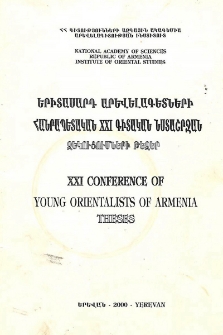 ՀՀ ԳԻՏՈՒԹՅՈՒՆՆԵՐԻ ԱԶԳԱՅԻՆ ԱԿԱԴԵՄԻԱ
ԱՐԵՎԵԼԱԳԻՏՈՒԹՅԱՆ ԻՆՍՏԻՏՈՒՏ
NATIONAL ACADEMY OF SCIENCES
REPUBLIC OF ARMENIA
INSTITUTE OF ORIENTAL STUDIES
ԵՐԻՏԱՍԱՐԴ ԱՐԵՎԵԼԱԳԵՏՆԵՐԻ
ՀԱՆՐԱՊԵՏԱԿԱՆ XXI ԳԻՏԱԿԱՆ ՆՍՏԱՇՐՋԱՆ
ԶԵԿՈՒՑՈՒՄՆԵՐԻ ԹԵԶԵՐ
XXI CONFERENCE OF
YOUNG ORIENTALISTS OF ARMENIA
THESES
ԵՐԵՎԱՆ - 2000 - YEREVAN